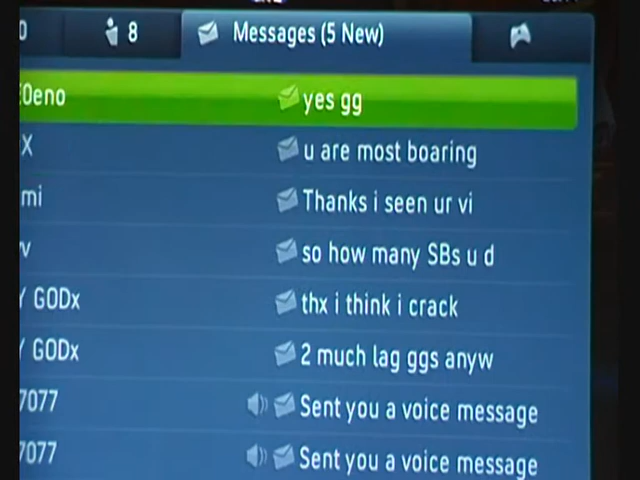 8 Messages (5 New)
0eno yes gg
X u are most boaring
mi Thanks i seen ur vi
v so how many SBs u d
Y GODx thx i think i crack
GODx 2 much lag ggs anyw
7077 Sent you a voice message
7077 Sent you a voice message